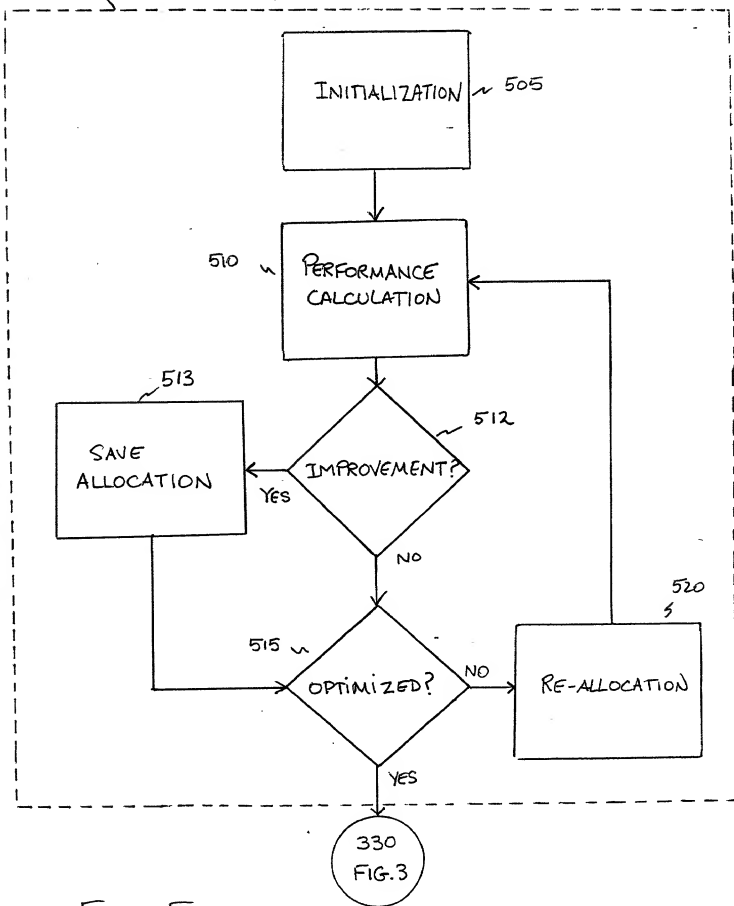 INITIALIZATION
505
510
PERFORMANCE
CALCULATION
513
512
SAVE
ALLOCATION
IMPROVEMENT?
YES
NO
520
515
OPTIMIZED?
NO
RE-ALLOCATION
YES
330
FIG.3